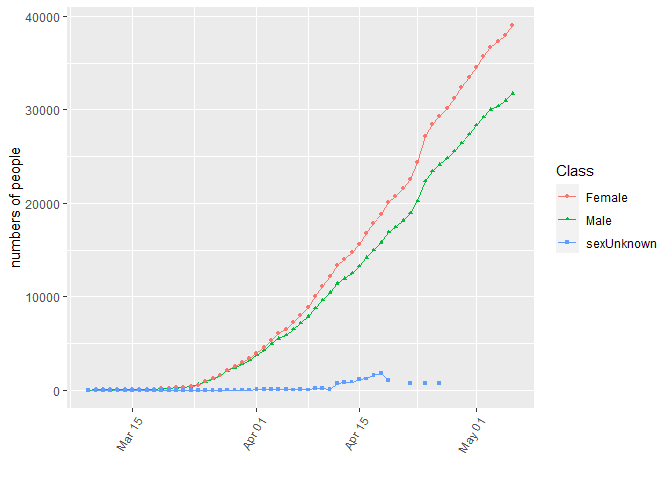 40000
30000
20000
10000
0
numbers of people
Mar 15
Apr 01
Apr 15
May 01
Class
Female
Male
sexUnknown